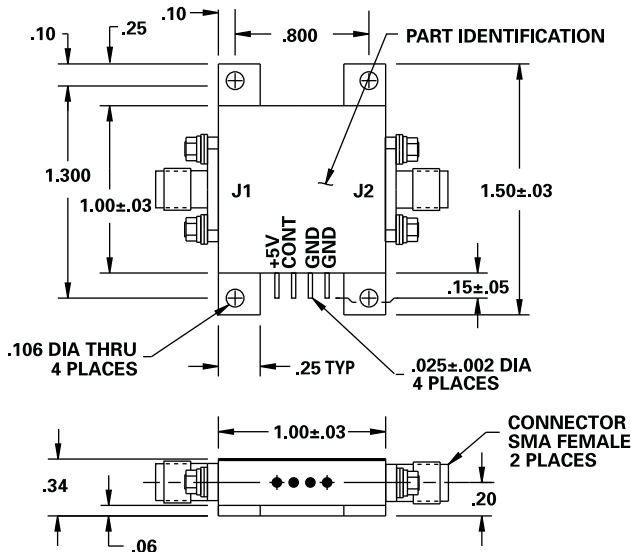 .10
.10
.25
.800
PART IDENTIFICATION
1.300
1.00±.03
J1
J2
1.50±.03
+5V
CONT
GND
GND
.15±.05
.106 DIA THRU
4 PLACES
.25 TYP
.025±.002 DIA
4 PLACES
1.00±.03
CONNECTOR
SMA FEMALE
2 PLACES
.34
.20
.06